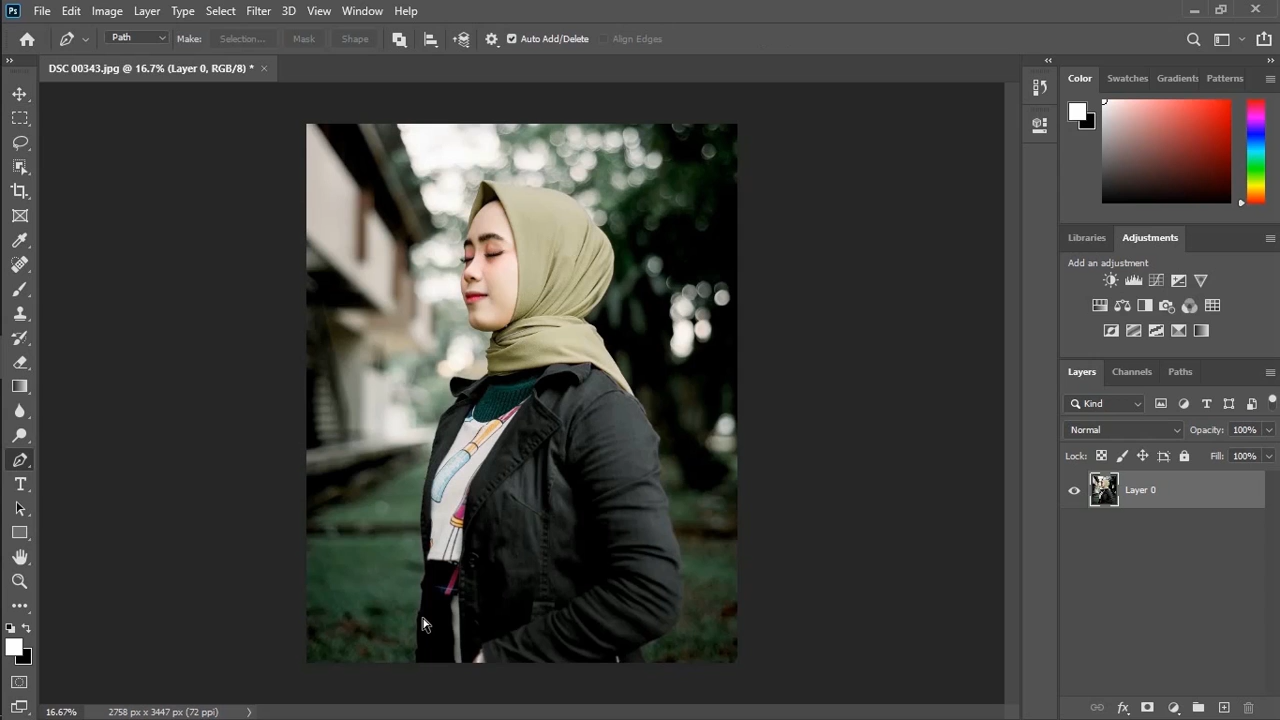 Ps File Edit Image Layer Type Select Filter 3D View Window Help
Path Make: Selection... Mask Shape Auto Add/Delete Align Edges
DSC 00343.jpg @ 16.7% (Layer 0, RGB/8) * ×
Color Swatches Gradients Patterns
Libraries Adjustments
Add an adjustment
Layers Channels Paths
Kind
Normal Opacity: 100%
Lock: Fill: 100%
Layer 0
T
16.67% 2758 px x 3447 px (72 ppi)
fx